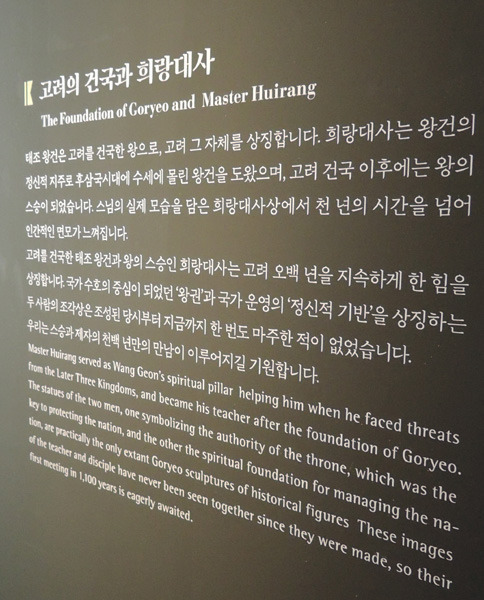 고려의 건국과 희랑대사
The Foundation of Goryeo and Master Huirang
태조 왕건은 고려를 건국한 왕으로, 고려 그 자체를 상징합니다. 희랑대사는 왕건의
정신적 지주로 후삼국시대에 수세에 몰린 왕건을 도왔으며, 고려 건국 이후에는 왕의
스승이 되었습니다. 스님의 실제 모습을 담은 희랑대사상에서 천 년의 시간을 넘어
인간적인 면모가 느껴집니다.
고려를 건국한 태조 왕건과 왕의 스승인 희랑대사는 고려 오백 년을 지속하게 한 힘을
상징합니다. 국가 수호의 중심이 되었던 '왕권'과 국가 운영의 '정신적 기반'을 상징하는
두 사람의 조각상은 조성된 당시부터 지금까지 한 번도 마주한 적이 없었습니다.
우리는 스승과 제자의 천백 년만의 만남이 이루어지길 기원합니다.
Master Huirang served as Wang Geon's spiritual pillar helping him when he faced threats
from the Later Three Kingdoms, and became his teacher after the foundation of Goryeo.
The statues of the two men, one symbolizing the authority of the throne, which was the
key to protecting the nation, and the other the spiritual foundation for managing the na-
tion, are practically the only extant Goryeo sculptures of historical figures These images
of the teacher and disciple have never been seen together since they were made, so their
first meeting in 1,100 years is eagerly awaited.